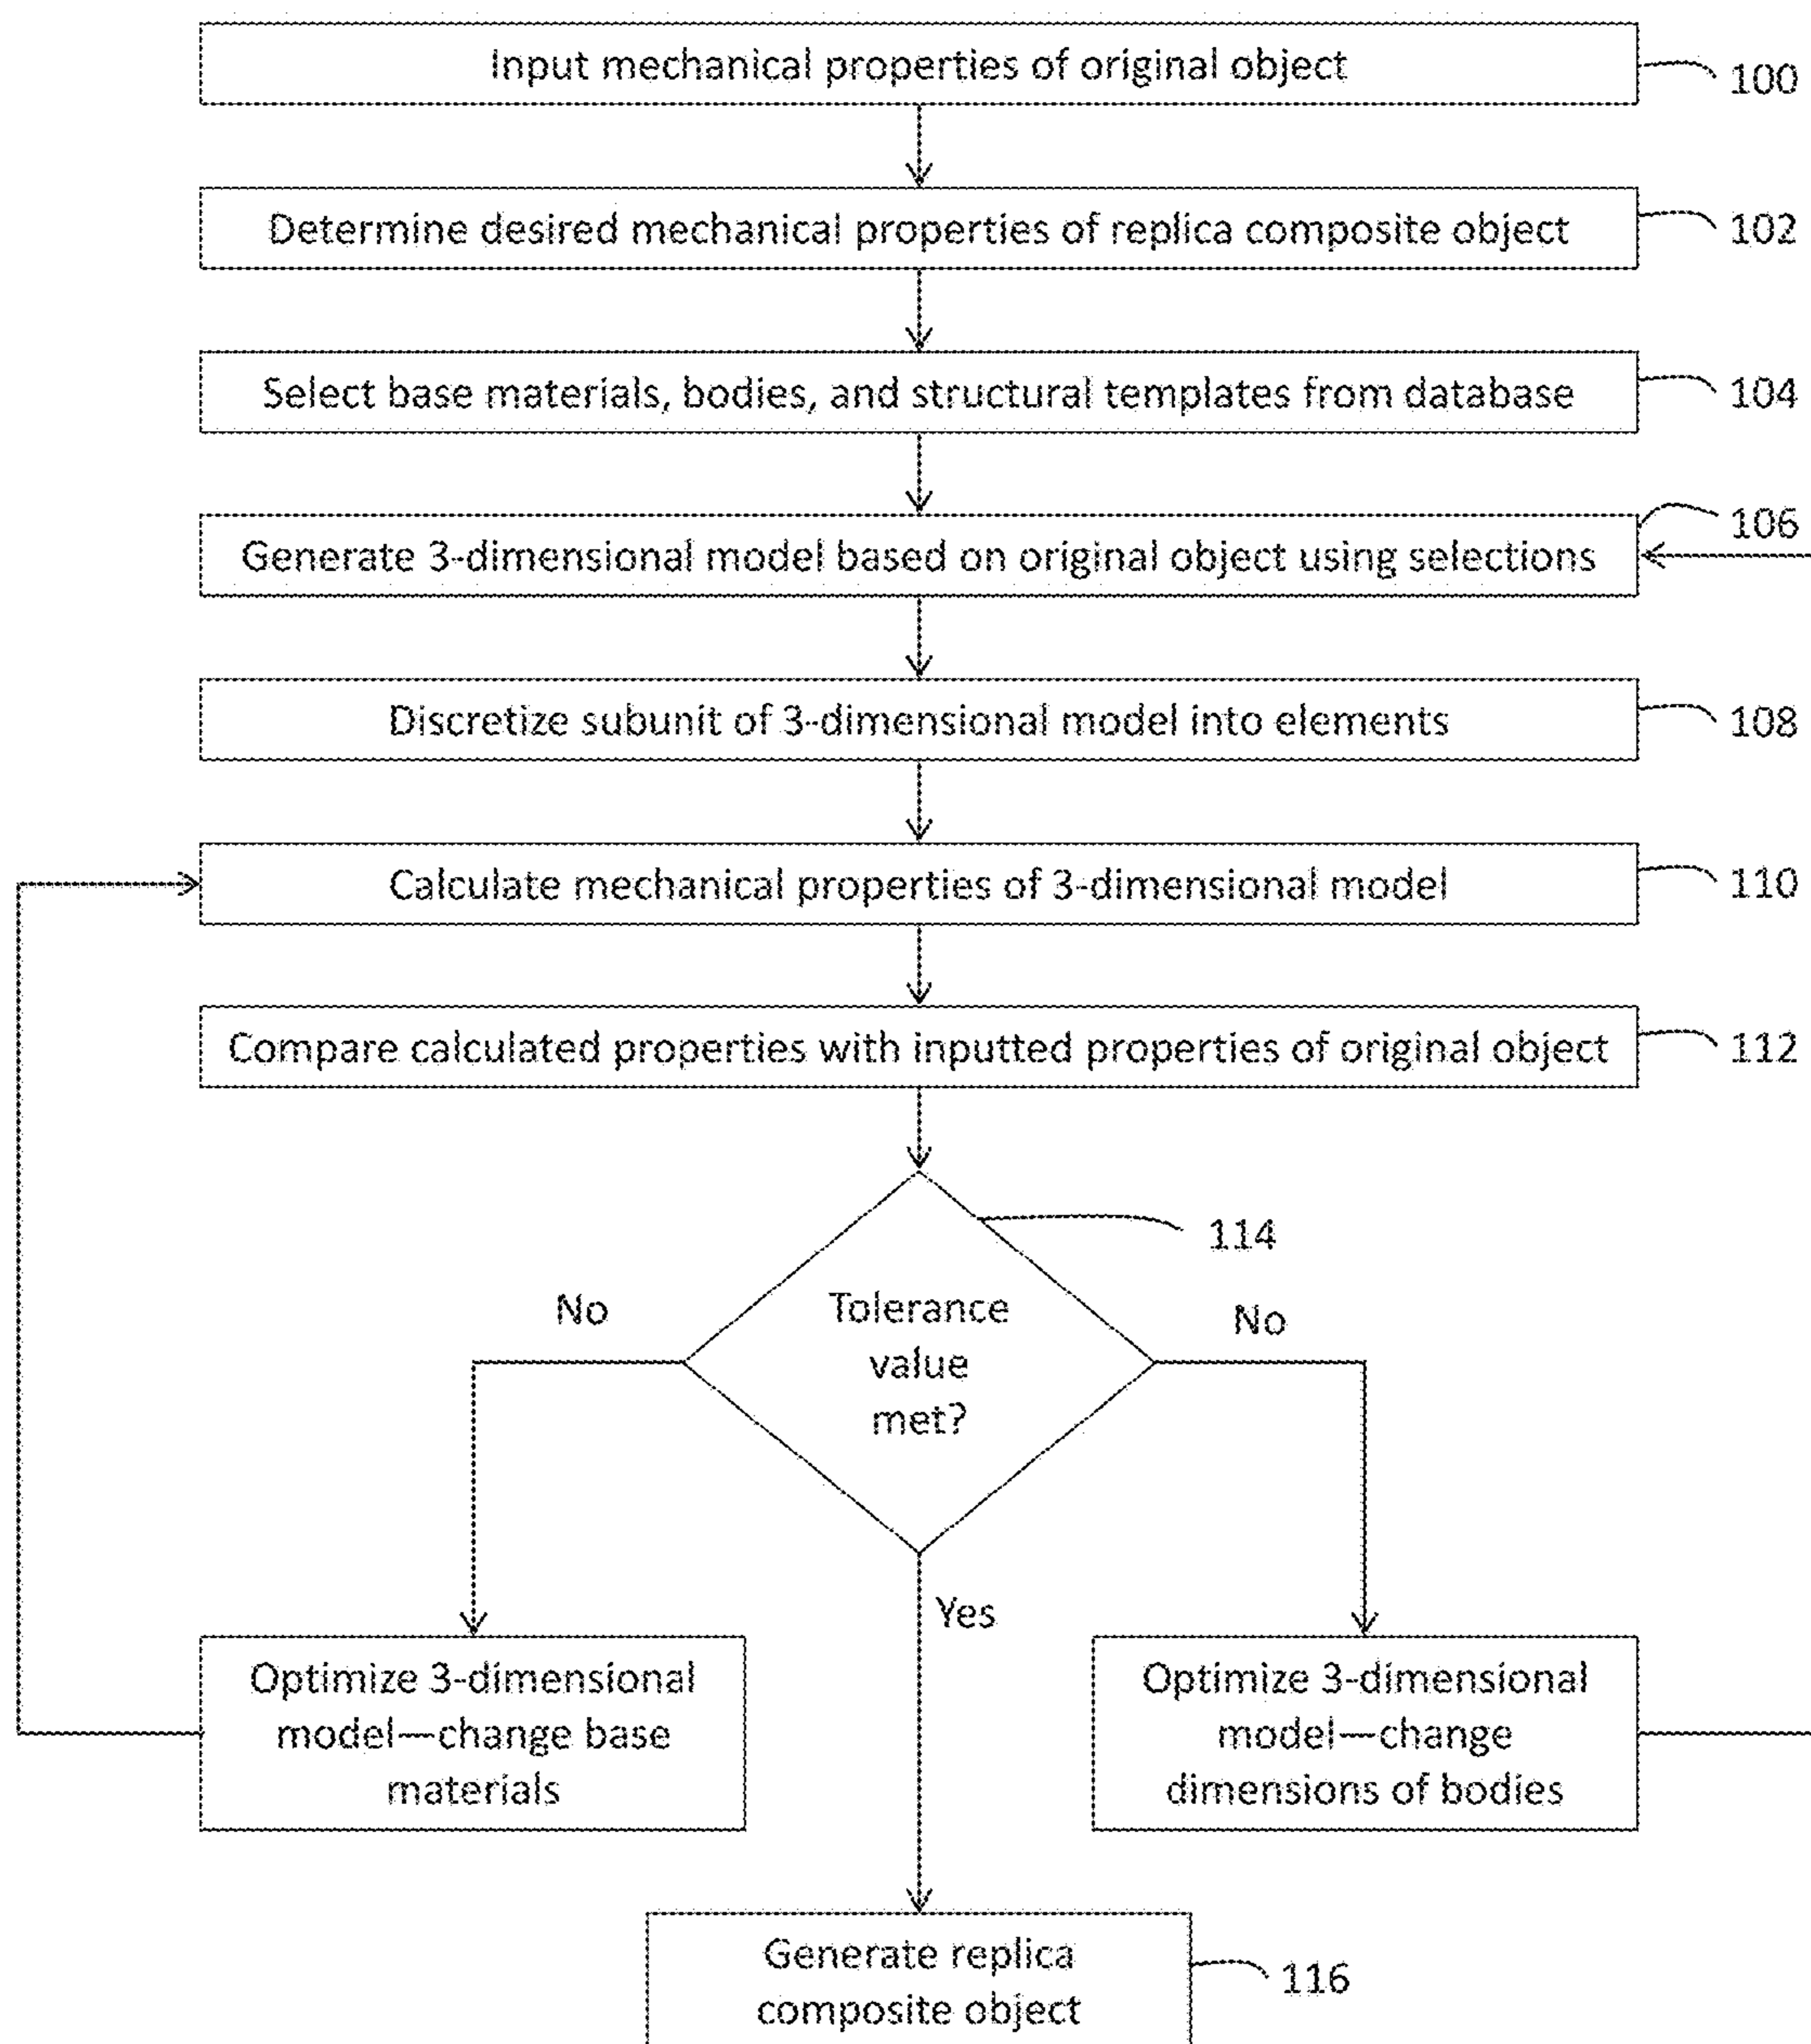 Input mechanical properties of original object
100
Determine desired mechanical properties of replica composite object
102
Select base materials, bodies, and structural templates from database
104
106
Generate 3-dimensional model based on original object using selections
Discretize subunit of 3-dimensional model into elements
108
Calculate mechanical properties of 3-dimensional model
110
Compare calculated properties with inputted properties of original object
112
114
No
Tolerance
value
met?
No
Yes
Optimize 3-dimensional
model—change base
materials
Optimize 3-dimensional
model—change
dimensions of bodies
Generate replica
composite object
116